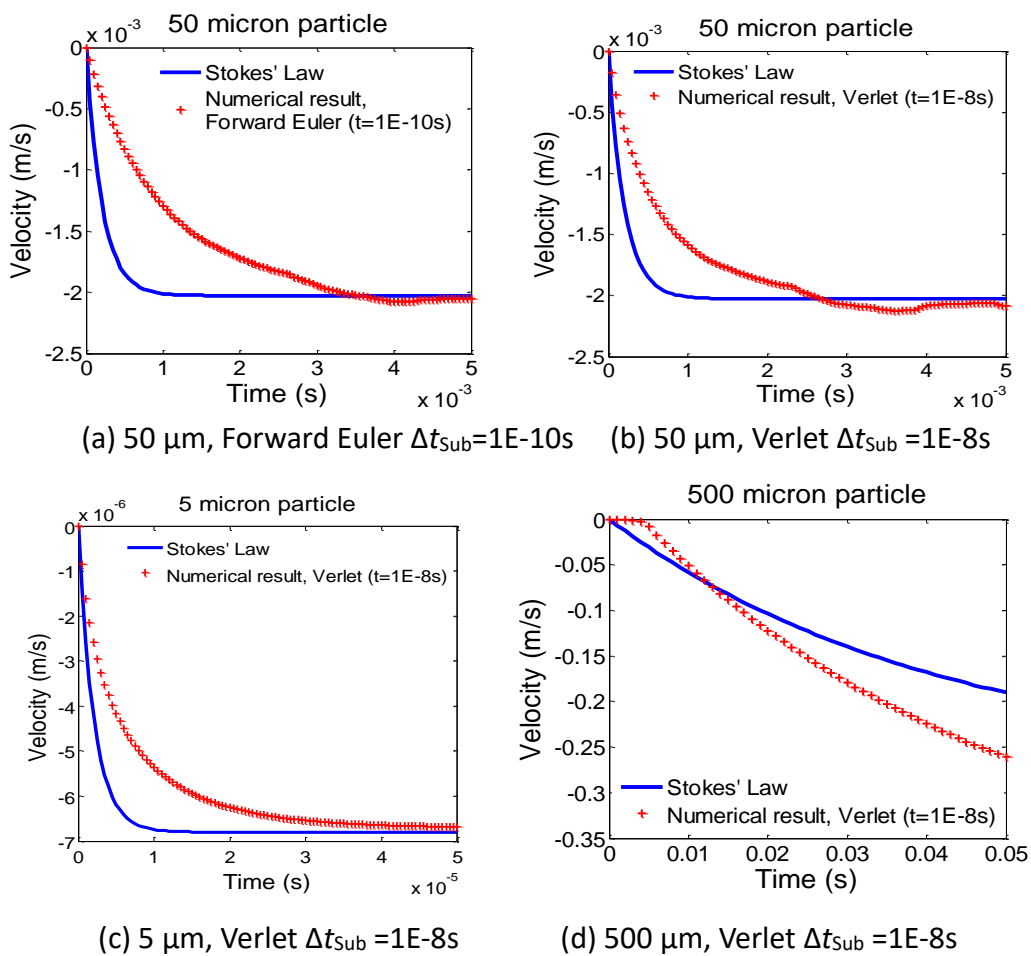 50 micron particle
x 10-3
0
-0.5
-1
-1.5
-2
-2.5
Velocity (m/s)
Stokes' Law
Numerical result,
Forward Euler (t=1E-10s)
0 1 2 3 4 5
Time (s)
x 10-3
(a) 50 μm, Forward Euler ΔtSub=1E-10s
50 micron particle
x 10-3
0
-0.5
-1
-1.5
-2
-2.5
Velocity (m/s)
Stokes' Law
Numerical result, Verlet (t=1E-8s)
0 1 2 3 4 5
Time (s)
x 10-3
(b) 50 μm, Verlet ΔtSub =1E-8s
5 micron particle
x 10-6
0
-1
-2
-3
-4
-5
-6
-7
Velocity (m/s)
Stokes' Law
Numerical result, Verlet (t=1E-8s)
0 1 2 3 4 5
Time (s)
x 10-5
(c) 5 μm, Verlet ΔtSub =1E-8s
500 micron particle
0
-0.05
-0.1
-0.15
-0.2
-0.25
-0.3
-0.35
Velocity (m/s)
Stokes' Law
Numerical result, Verlet (t=1E-8s)
0 0.01 0.02 0.03 0.04 0.05
Time (s)
(d) 500 μm, Verlet ΔtSub =1E-8s